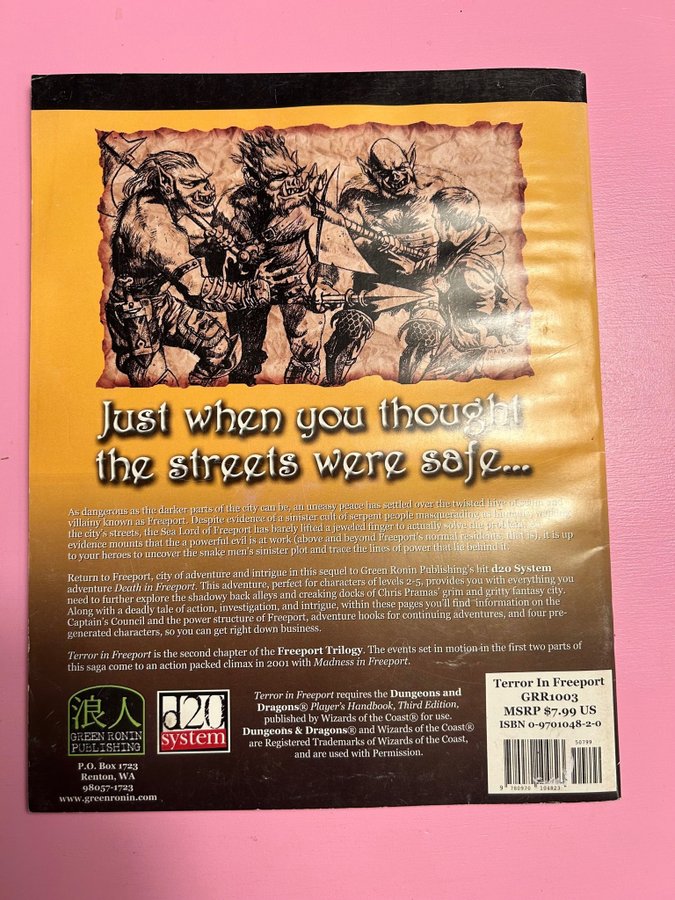 Just when you thought
the streets were safe...
As dangerous as the darker parts of the city can be, an uneasy peace has settled over the twisted hive of scum and
villainy known as Freeport. Despite evidence of a sinister cult of serpent people masquerading as humans
the city's streets, the Sea Lord of Freeport has barely lifted a jeweled finger to actually solve the problem.
evidence mounts that the a powerful evil is at work (above and beyond Freeport's normal residents, that is), it is up
to your heroes to uncover the snake men's sinister plot and trace the lines of power that lie behind it.
Return to Freeport, city of adventure and intrigue in this sequel to Green Ronin Publishing's hit d20 System
adventure Death in Freeport. This adventure, perfect for characters of levels 2-5, provides you with everything you
need to further explore the shadowy back alleys and creaking docks of Chris Pramas' grim and gritty fantasy city.
Along with a deadly tale of action, investigation, and intrigue, within these pages you'll find information on the
Captain's Council and the power structure of Freeport, adventure hooks for continuing adventures, and four pre-
generated characters, so you can get right down business.
Terror in Freeport is the second chapter of the Freeport Trilogy. The events set in motion in the first two parts of
this saga come to an action packed climax in 2001 with Madness in Freeport.
浪人
GREEN RONIN
PUBLISHING
P.O. Box 1723
Renton, WA
98057-1723
www.greenronin.com
d20
system
Terror in Freeport requires the Dungeons and
Dragons® Player's Handbook, Third Edition,
published by Wizards of the Coast® for use.
Dungeons & Dragons® and Wizards of the Coast®
are Registered Trademarks of Wizards of the Coast,
and are used with Permission.
Terror In Freeport
GRR1003
MSRP $7.99 US
ISBN 0-9701048-2-0
50799
9 780970 104823